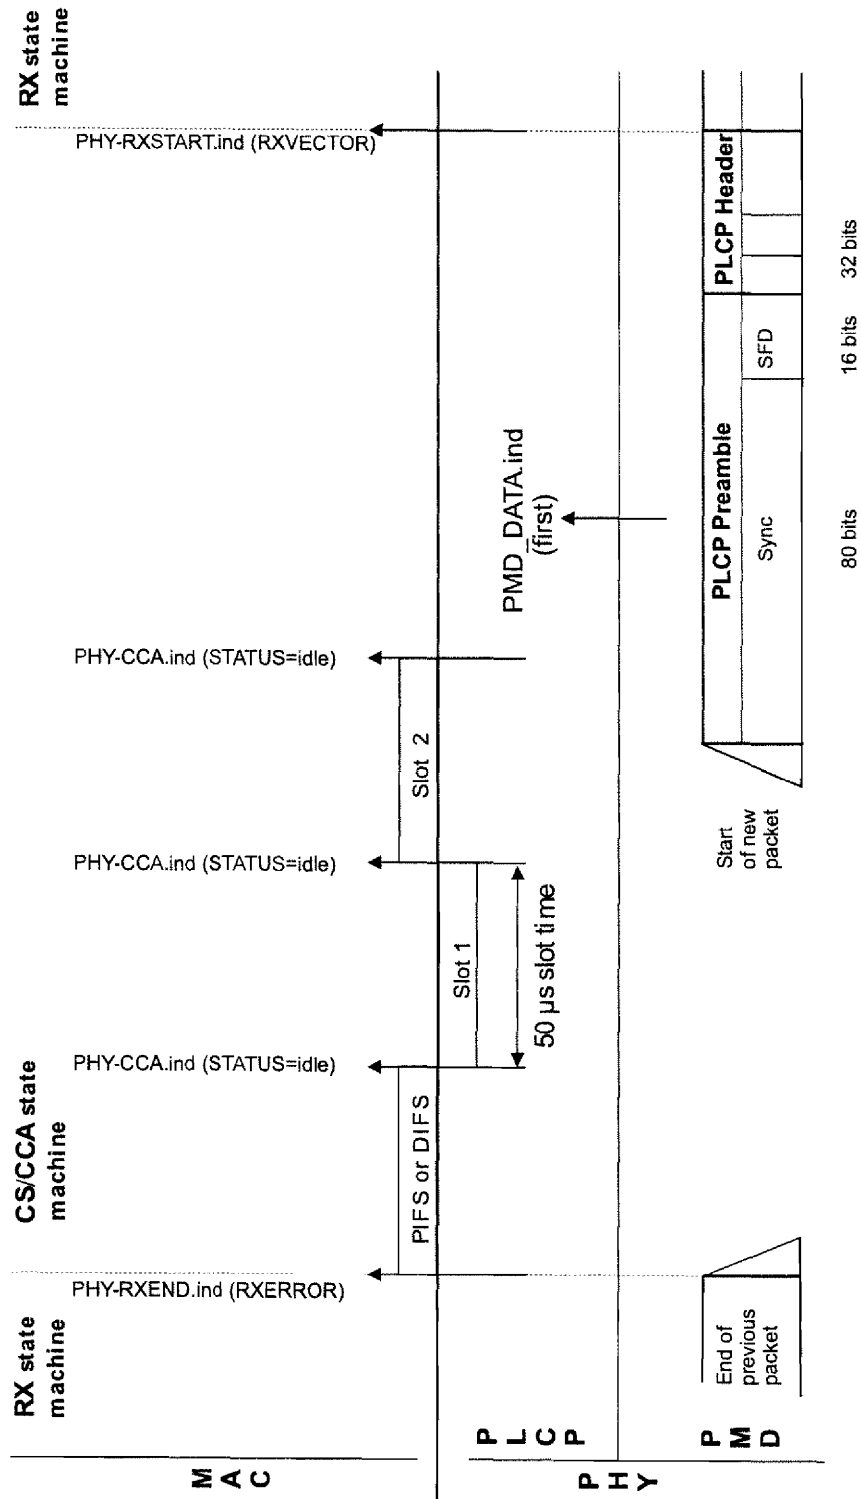 RX state
machine
PHY-RXSTART.ind (RXVECTOR)
PLCP Header
32 bits
SFD
16 bits
PMD_DATA.ind
(first)
PLCP Preamble
Sync
80 bits
PHY-CCA.ind (STATUS=idle)
Slot 2
PHY-CCA.ind (STATUS=idle)
Start
of new
packet
Slot 1
50 µs slot time
PHY-CCA.ind (STATUS=idle)
CS/CCA state
machine
PIFS or DIFS
PHY-RXEND.ind (RXERROR)
RX state
machine
End of
previous
packet
PLCP
PMD
MAC
PHY